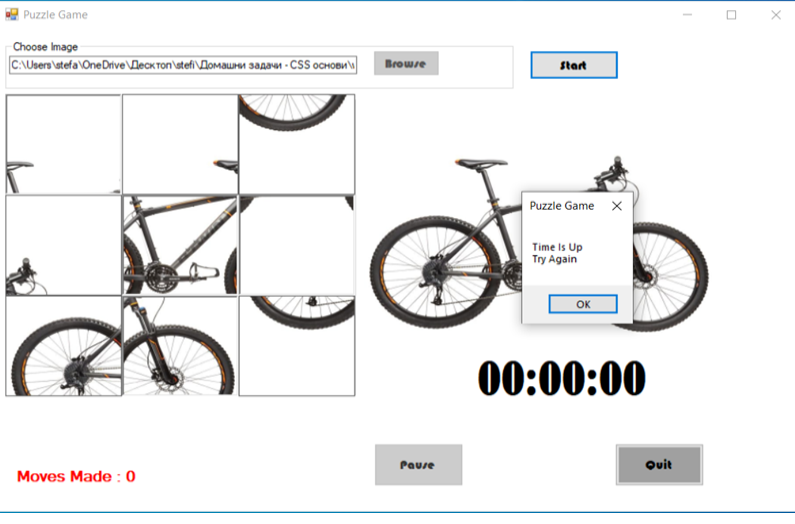 Puzzle Game
Choose Image
C:\Users\stefa\OneDrive\Десктоп\stefi\Домашни задачи - CSS основи\
Browse
Start
Puzzle Game
Time Is Up
Try Again
OK
00:00:00
Moves Made : 0
Pause
Quit